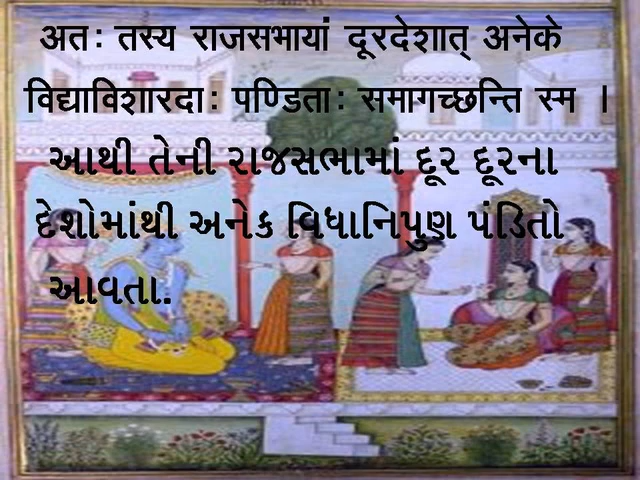 अत: तस्य राजसभायां दूरदेशात् अनेके
विद्याविशारदा: पण्डिता: समागच्छन्ति स्म ।
આથી તેની રાજસભામાં દૂર દૂરના
દેશોમાંથી અનેક વિધાનિપુણ પંડિતો
આવતા.